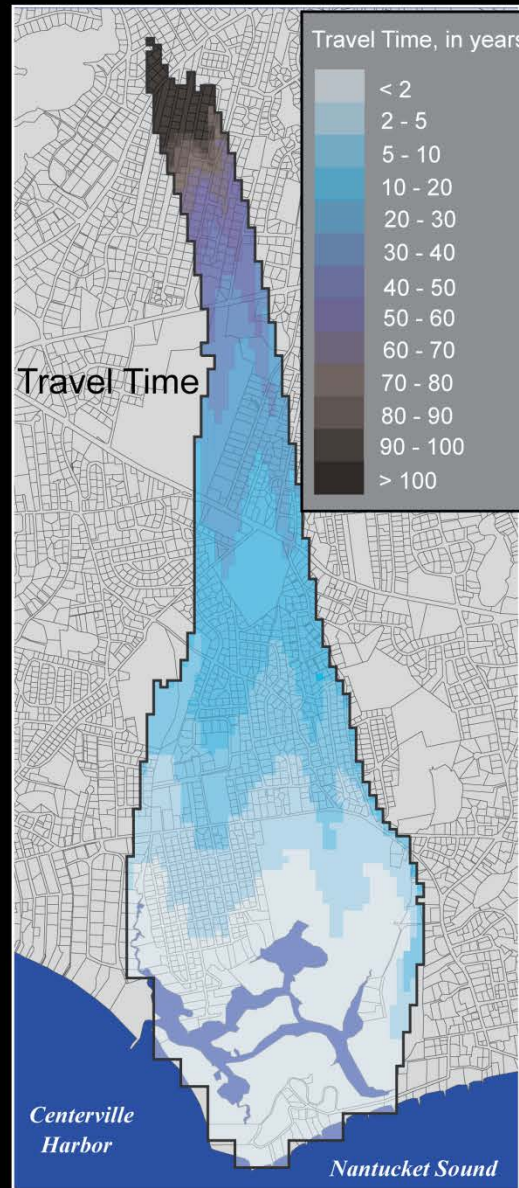 Travel Time, in years
< 2
2 - 5
5 - 10
10 - 20
20 - 30
30 - 40
40 - 50
50 - 60
60 - 70
70 - 80
80 - 90
90 - 100
> 100
Travel Time
Centerville
Harbor
Nantucket Sound